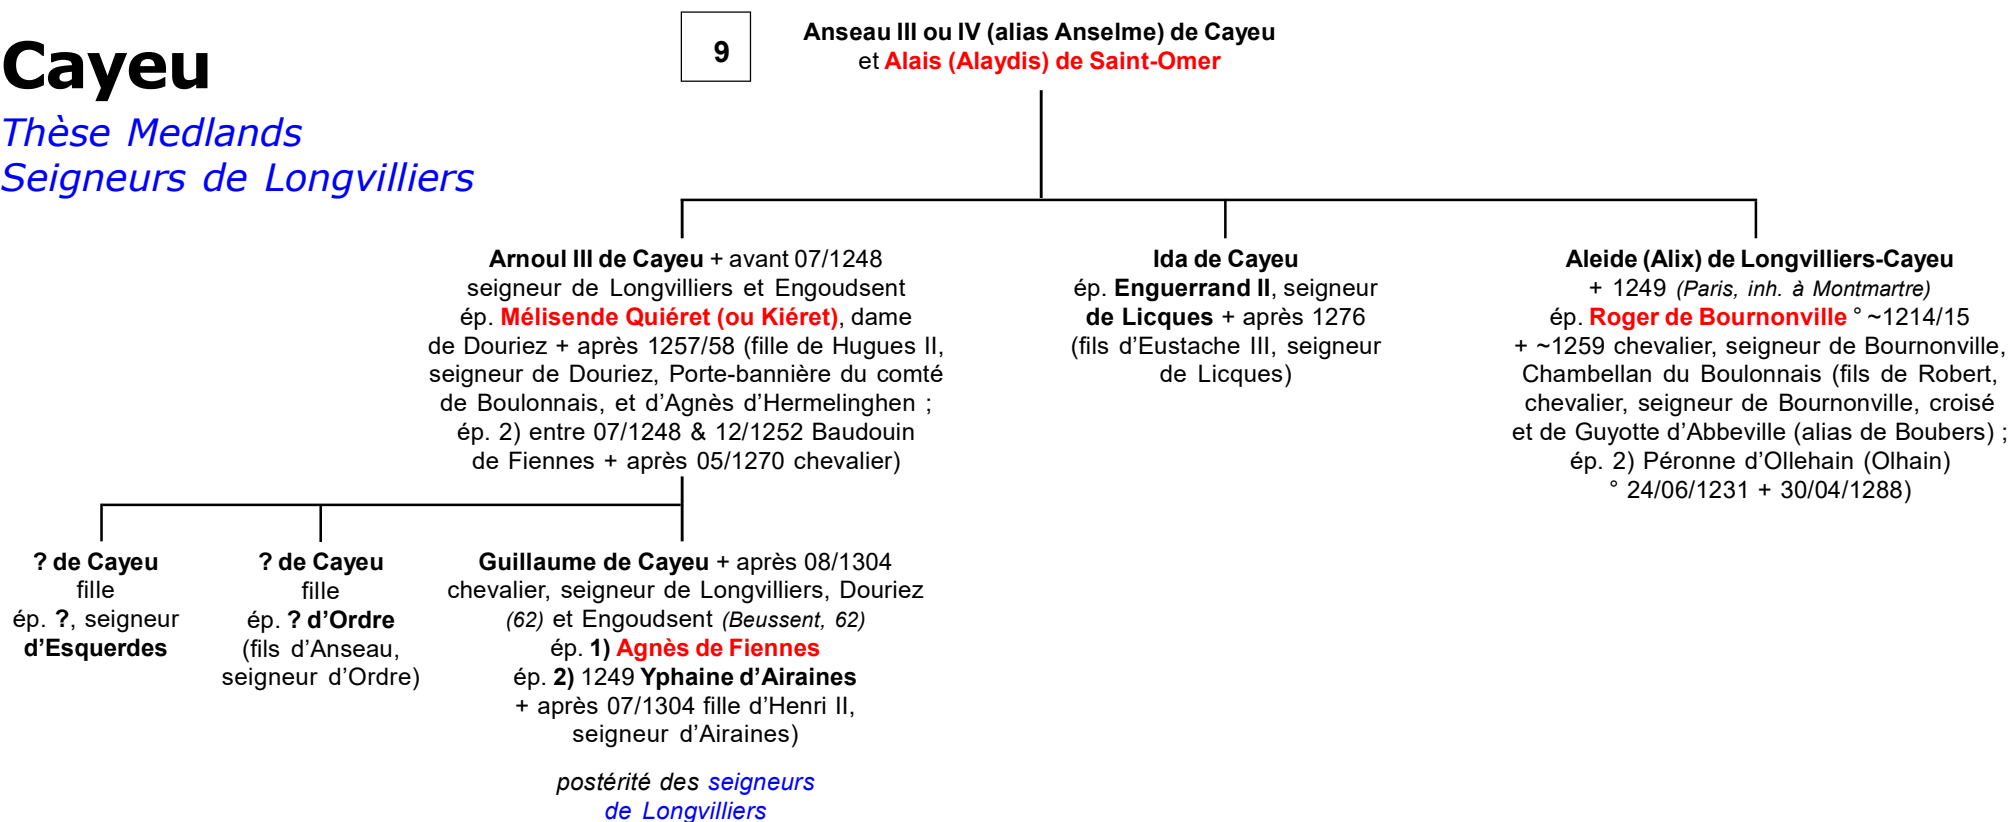 Cayeu
Thèse Medlands
Seigneurs de Longvilliers
9
Anseau III ou IV (alias Anselme) de Cayeu
et Alais (Alaydis) de Saint-Omer
Arnoul III de Cayeu + avant 07/1248
seigneur de Longvilliers et Engoudsent
ép. Mélisende Quiéret (ou Kiéret), dame
de Douriez + après 1257/58 (fille de Hugues II,
seigneur de Douriez, Porte-bannière du comté
de Boulonnais, et d’Agnès d’Hermelinghen ;
ép. 2) entre 07/1248 & 12/1252 Baudouin
de Fiennes + après 05/1270 chevalier)
Ida de Cayeu
ép. Enguerrand II, seigneur
de Licques + après 1276
(fils d’Eustache III, seigneur
de Licques)
Aleide (Alix) de Longvilliers-Cayeu
+ 1249 (Paris, inh. à Montmartre)
ép. Roger de Bournonville ° ~1214/15
+ ~1259 chevalier, seigneur de Bournonville,
Chambellan du Boulonnais (fils de Robert,
chevalier, seigneur de Bournonville, croisé
et de Guyotte d’Abbeville (alias de Boubers) ;
ép. 2) Péronne d’Ollehain (Olhain)
° 24/06/1231 + 30/04/1288)
? de Cayeu
fille
ép. ?, seigneur
d’Esquerdes
? de Cayeu
fille
ép. ? d’Ordre
(fils d’Anseau,
seigneur d’Ordre)
Guillaume de Cayeu + après 08/1304
chevalier, seigneur de Longvilliers, Douriez
(62) et Engoudsent (Beussent, 62)
ép. 1) Agnès de Fiennes
ép. 2) 1249 Yphaine d’Airaines
+ après 07/1304 fille d’Henri II,
seigneur d’Airaines)
postérité des seigneurs
de Longvilliers